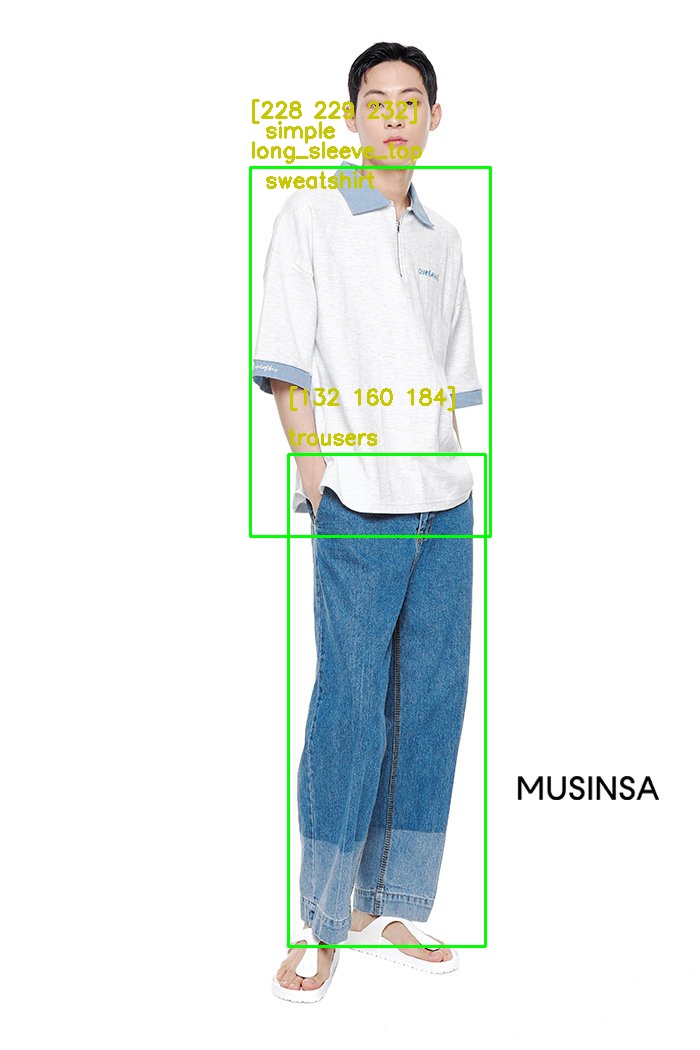 [228 229 232]
simple
long_sleeve_top
sweatshirt
[132 160 184]
trousers
MUSINSA